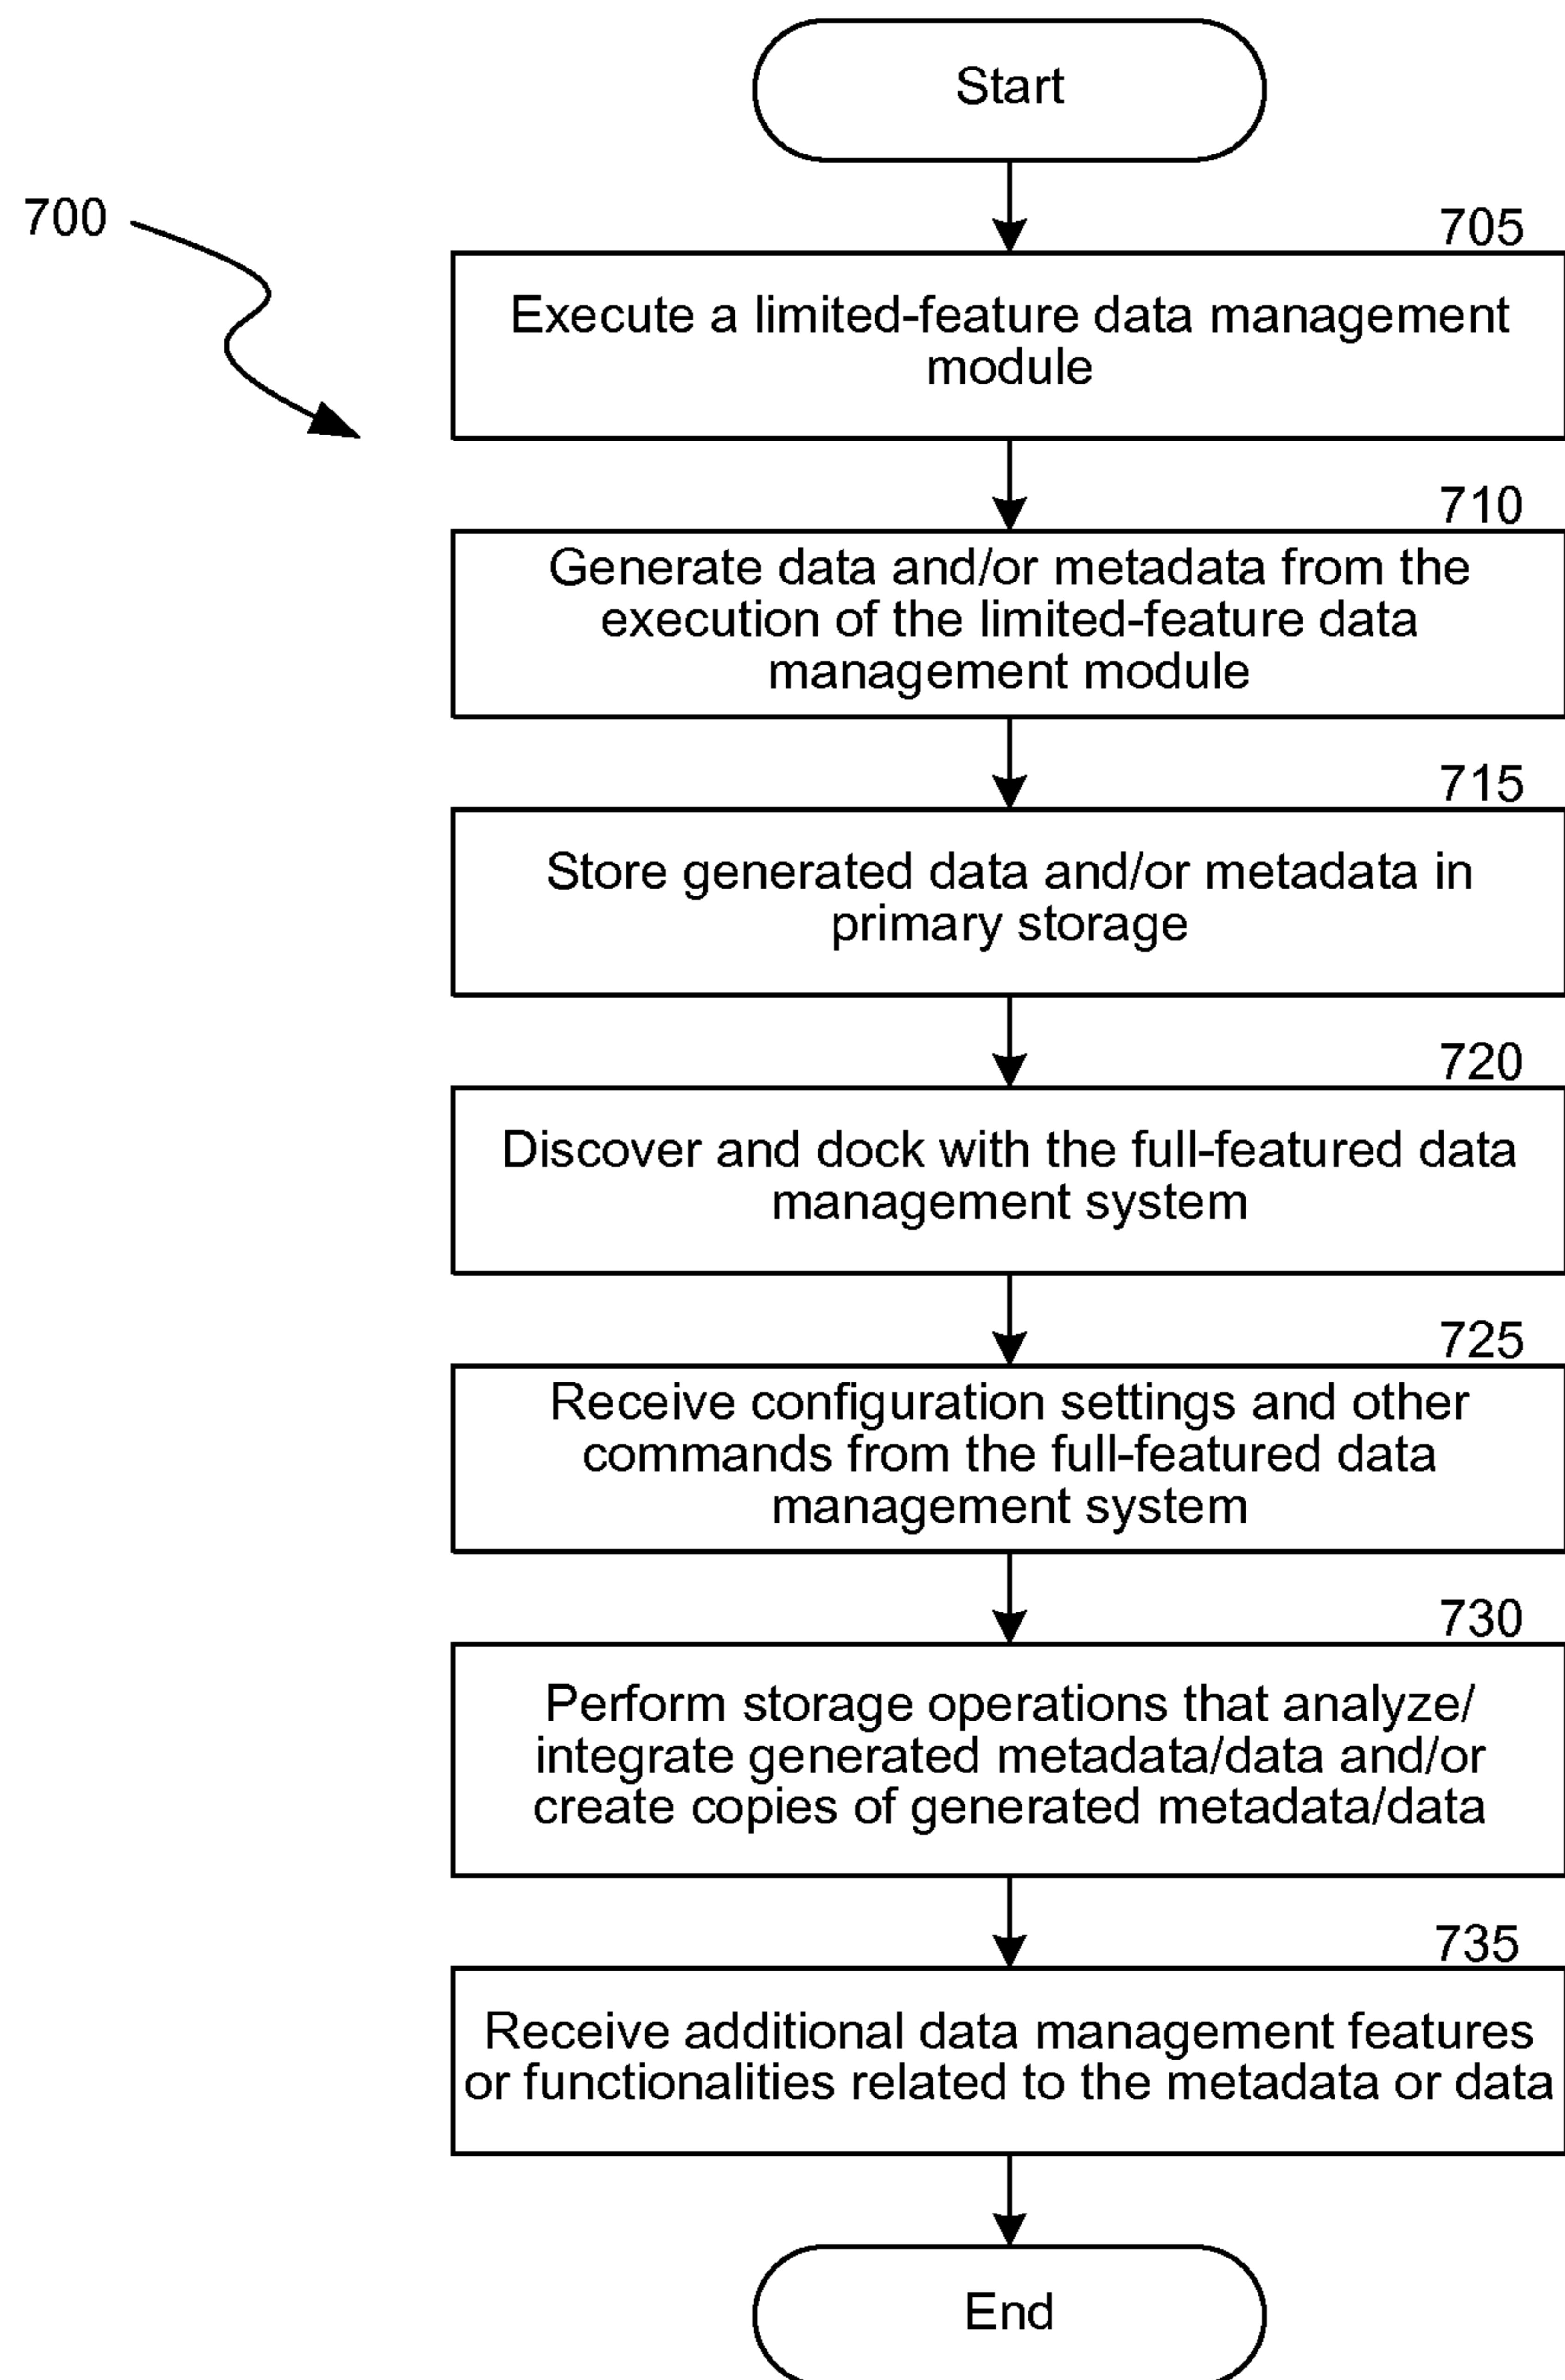 Start
700
705
Execute a limited-feature data management
module
710
Generate data and/or metadata from the
execution of the limited-feature data
management module
715
Store generated data and/or metadata in
primary storage
720
Discover and dock with the full-featured data
management system
725
Receive configuration settings and other
commands from the full-featured data
management system
730
Perform storage operations that analyze/
integrate generated metadata/data and/or
create copies of generated metadata/data
735
Receive additional data management features
or functionalities related to the metadata or data
End